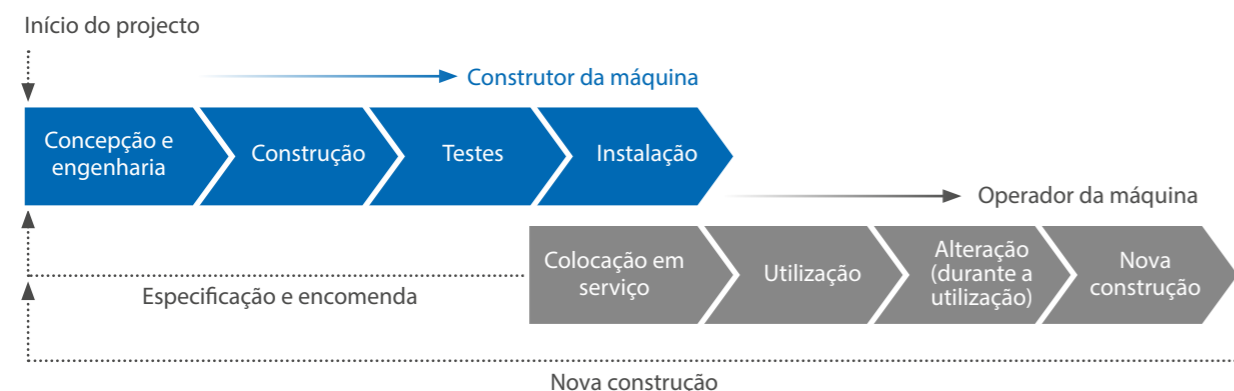 Início do projecto
Construtor da máquina
Concepção e
engenharia
Construção
Testes
Instalação
Operador da máquina
Colocação em
serviço
Utilização
Alteração
(durante a
utilização)
Nova
construção
Especificação e encomenda
Nova construção